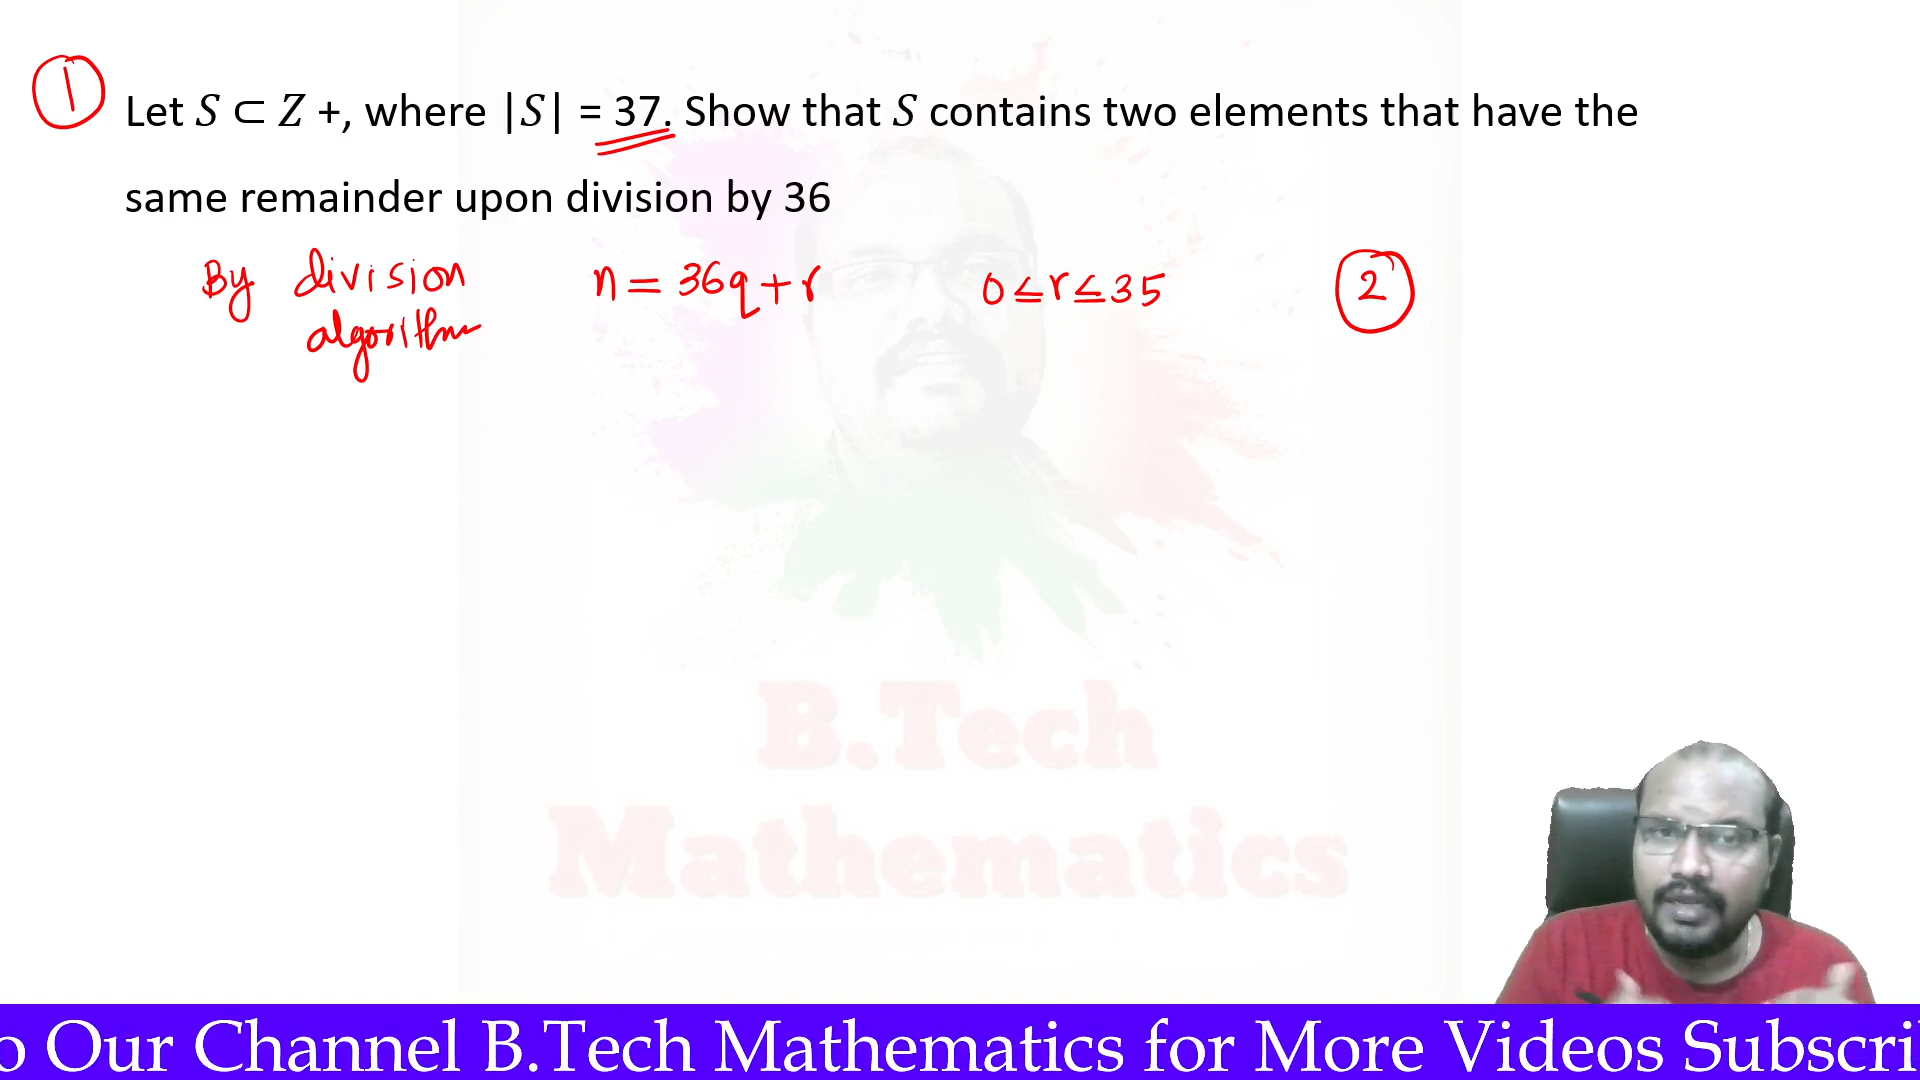 1
Let S ⊂ Z +, where |S| = 37. Show that S contains two elements that have the
same remainder upon division by 36
By division n = 36q + r 0 ≤ r ≤ 35 2
algorithm
B.Tech
Mathematics
o Our Channel B.Tech Mathematics for More Videos Subscri